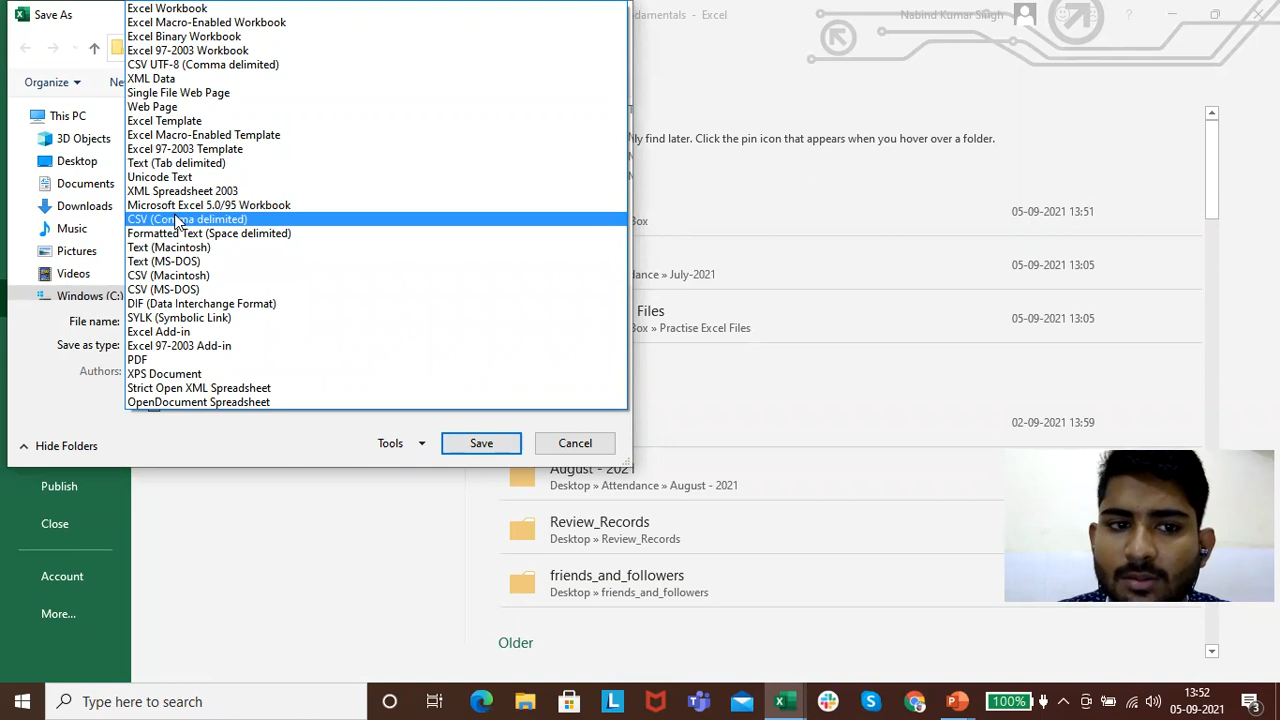 Save As
damentals - Excel
Nabind Kumar Singh
?
Organize
Ne
This PC
3D Objects
Desktop
Documents
Downloads
Music
Pictures
Videos
Windows (C:)
File name:
Save as type:
Authors:
Excel Workbook
Excel Macro-Enabled Workbook
Excel Binary Workbook
Excel 97-2003 Workbook
CSV UTF-8 (Comma delimited)
XML Data
Single File Web Page
Web Page
Excel Template
Excel Macro-Enabled Template
Excel 97-2003 Template
Text (Tab delimited)
Unicode Text
XML Spreadsheet 2003
Microsoft Excel 5.0/95 Workbook
CSV (Comma delimited)
Formatted Text (Space delimited)
Text (Macintosh)
Text (MS-DOS)
CSV (Macintosh)
CSV (MS-DOS)
DIF (Data Interchange Format)
SYLK (Symbolic Link)
Excel Add-in
Excel 97-2003 Add-in
PDF
XPS Document
Strict Open XML Spreadsheet
OpenDocument Spreadsheet
Hide Folders
Tools
Save
Cancel
ly find later. Click the pin icon that appears when you hover over a folder.
05-09-2021 13:51
Box
05-09-2021 13:05
dance » July-2021
Files
05-09-2021 13:05
Box » Practise Excel Files
02-09-2021 13:59
August - 2021
Desktop » Attendance » August - 2021
Review_Records
Desktop » Review_Records
friends_and_followers
Desktop » friends_and_followers
Older
Publish
Close
Account
More...
Type here to search
100%
13:52
05-09-2021
3